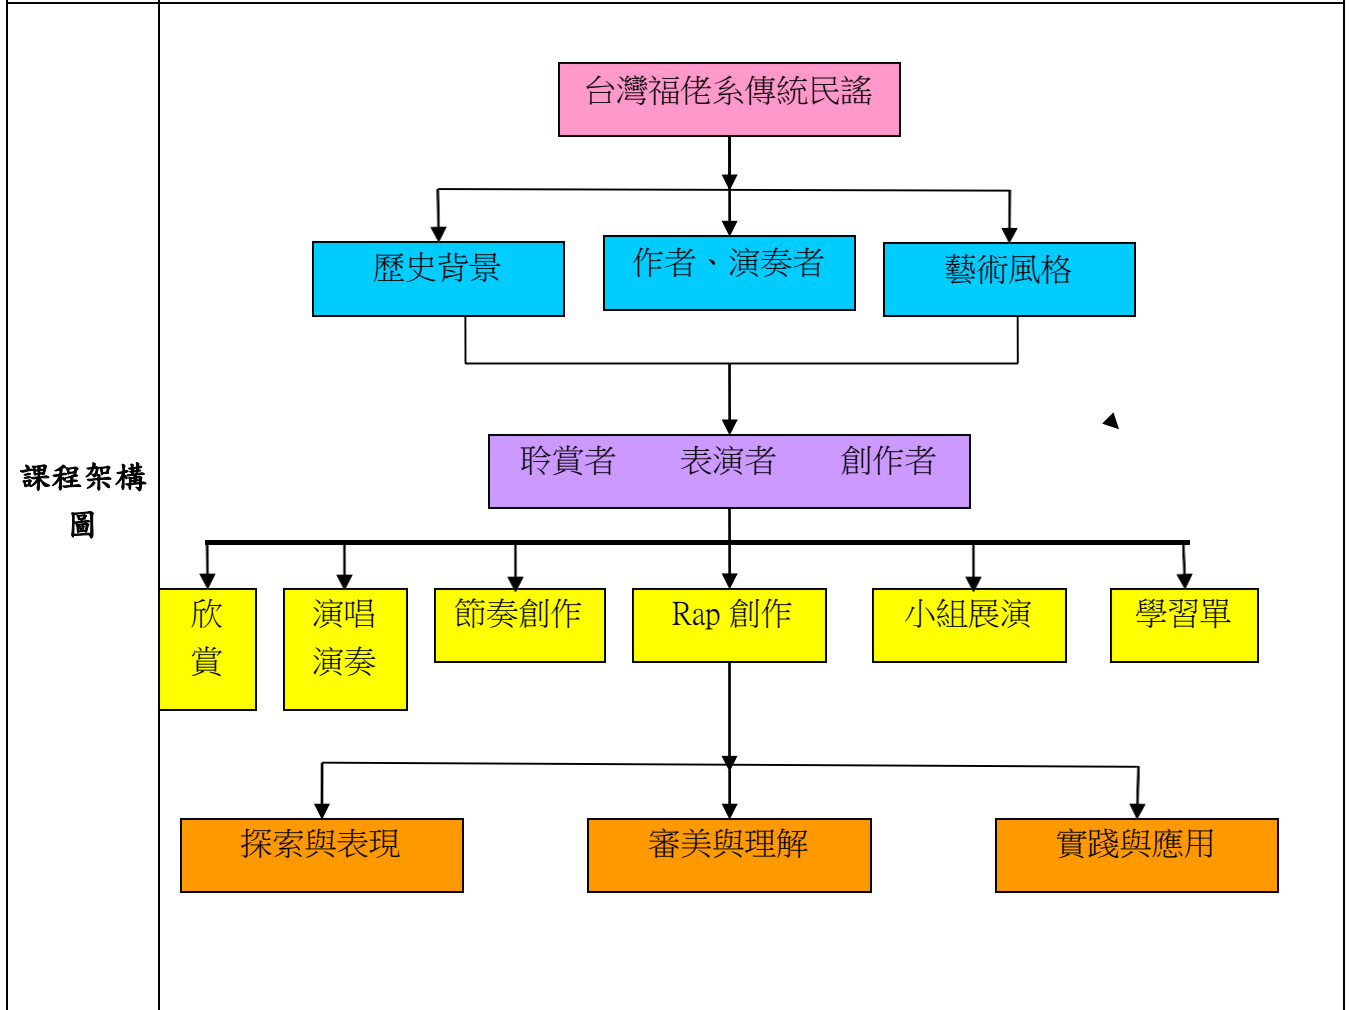 課程架構
圖
台灣福佬系傳統民謠
歷史背景
作者、演奏者
藝術風格
聆賞者 表演者 創作者
欣
賞
演唱
演奏
節奏創作
Rap 創作
小組展演
學習單
探索與表現
審美與理解
實踐與應用